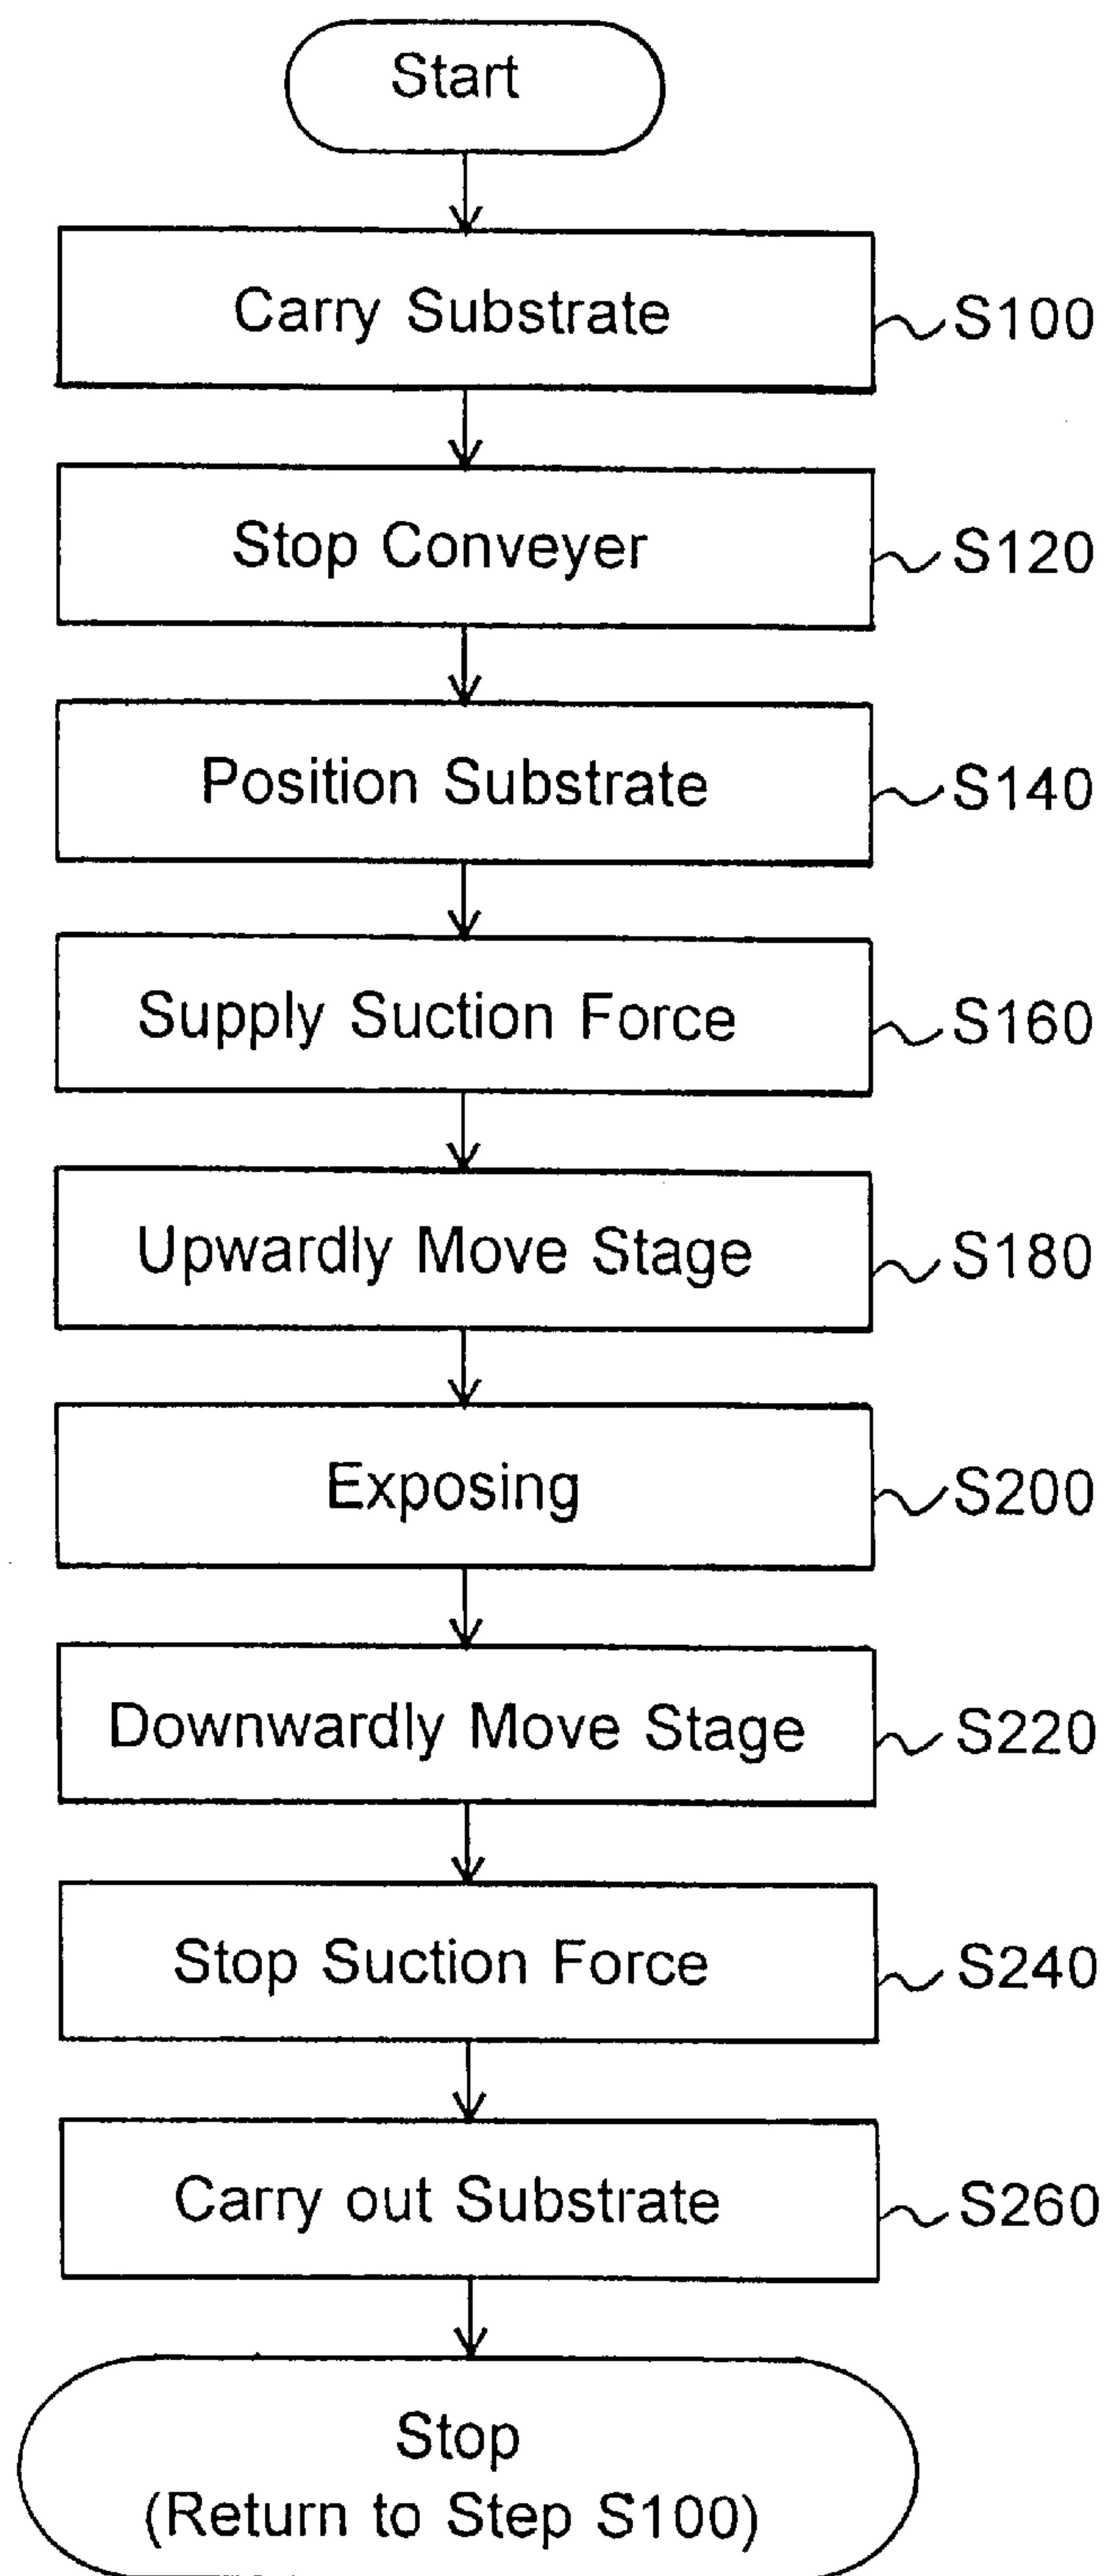 Start
Carry Substrate
S100
Stop Conveyer
S120
Position Substrate
S140
Supply Suction Force
S160
Upwardly Move Stage
S180
Exposing
S200
Downwardly Move Stage
S220
Stop Suction Force
S240
Carry out Substrate
S260
Stop
(Return to Step S100)